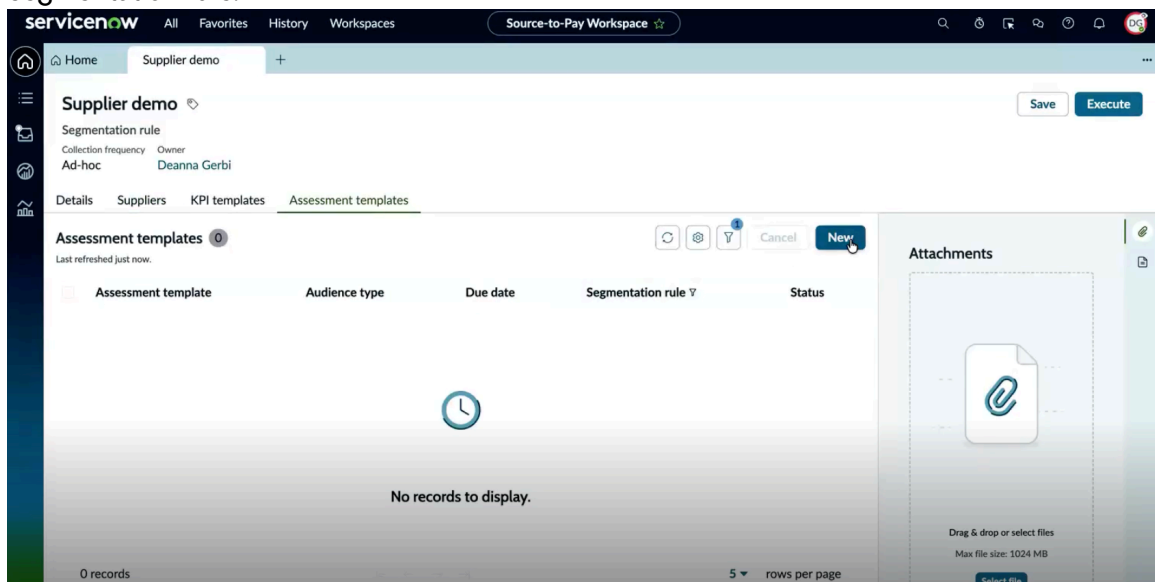 servicenow All Favorites History Workspaces Source-to-Pay Workspace DG
Home Supplier demo +
Supplier demo
Save Execute
Segmentation rule
Collection frequency Owner
Ad-hoc Deanna Gerbi
Details Suppliers KPI templates Assessment templates
Assessment templates 0
1
Cancel New
Last refreshed just now.
Attachments
Assessment template Audience type Due date Segmentation rule Status
No records to display.
Drag & drop or select files
Max file size: 1024 MB
Select file
0 records 5 rows per page